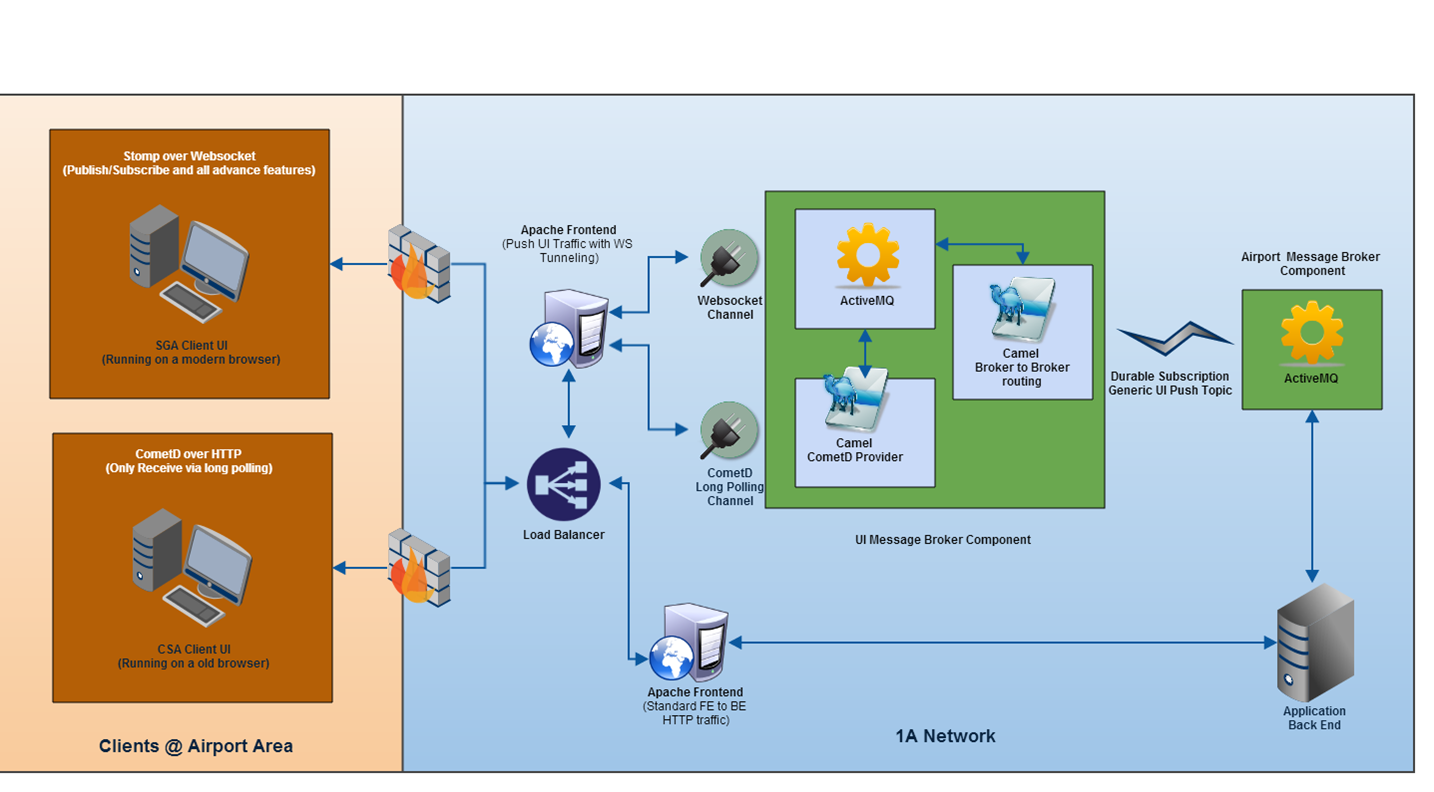 Stomp over Websocket
(Publish/Subscribe and all advance features)
SGA Client UI
(Running on a modern browser)
CometD over HTTP
(Only Receive via long polling)
CSA Client UI
(Running on a old browser)
Clients @ Airport Area
Apache Frontend
(Push UI Traffic with WS
Tunneling)
Load Balancer
Websocket
Channel
CometD
Long Polling
Channel
ActiveMQ
Camel
Broker to Broker
routing
Camel
CometD Provider
UI Message Broker Component
Durable Subscription
Generic UI Push Topic
Airport Message Broker
Component
ActiveMQ
Apache Frontend
(Standard FE to BE
HTTP traffic)
Application
Back End
1A Network